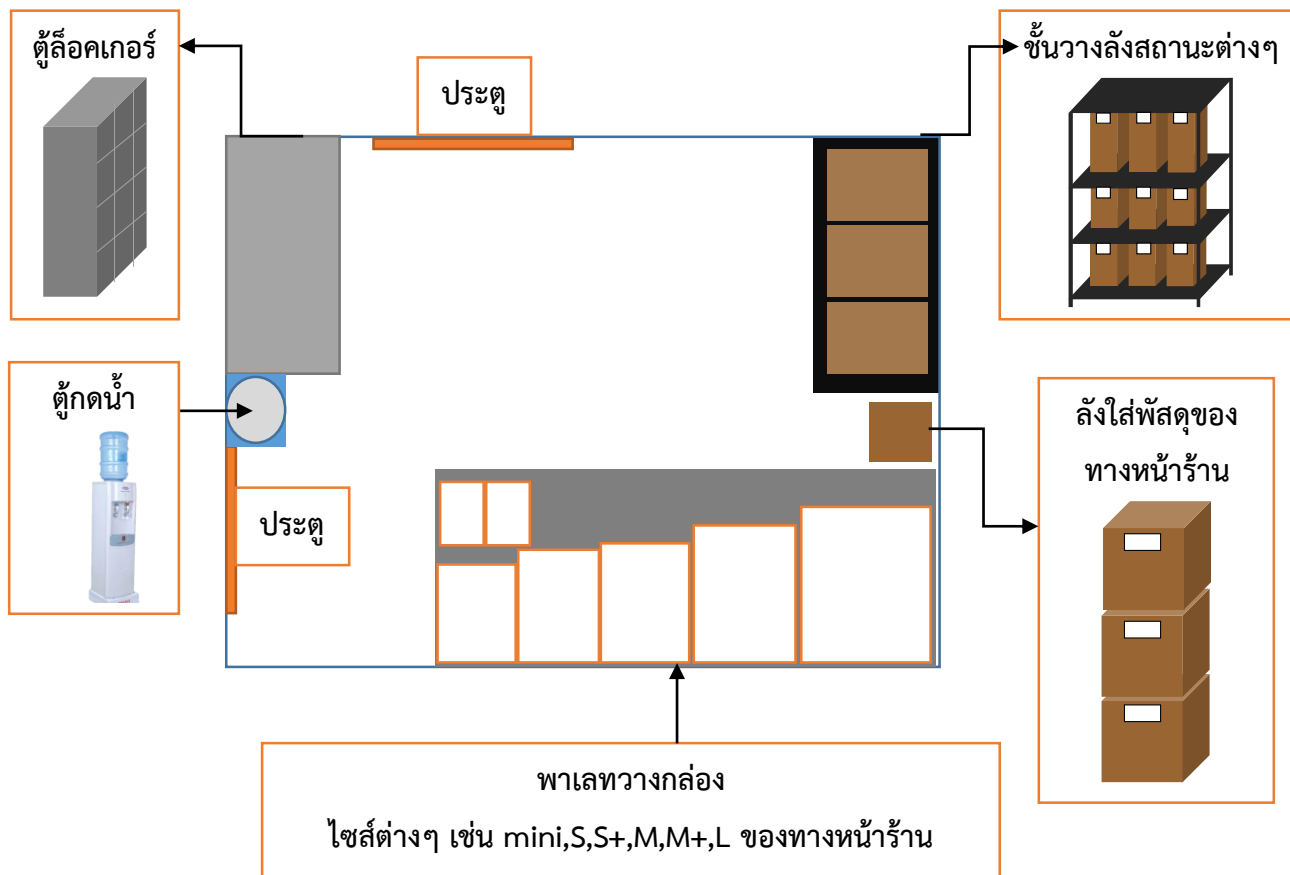 ตู้ล็อคเกอร์
ประตู
ชั้นวางลังสถานะต่างๆ
ตู้กดน้ำ
ลังใส่พัสดุของ
ทางหน้าร้าน
ประตู
พาเลทวางกล่อง
ไซส์ต่างๆ เช่น mini,S,S+,M,M+,L ของทางหน้าร้าน